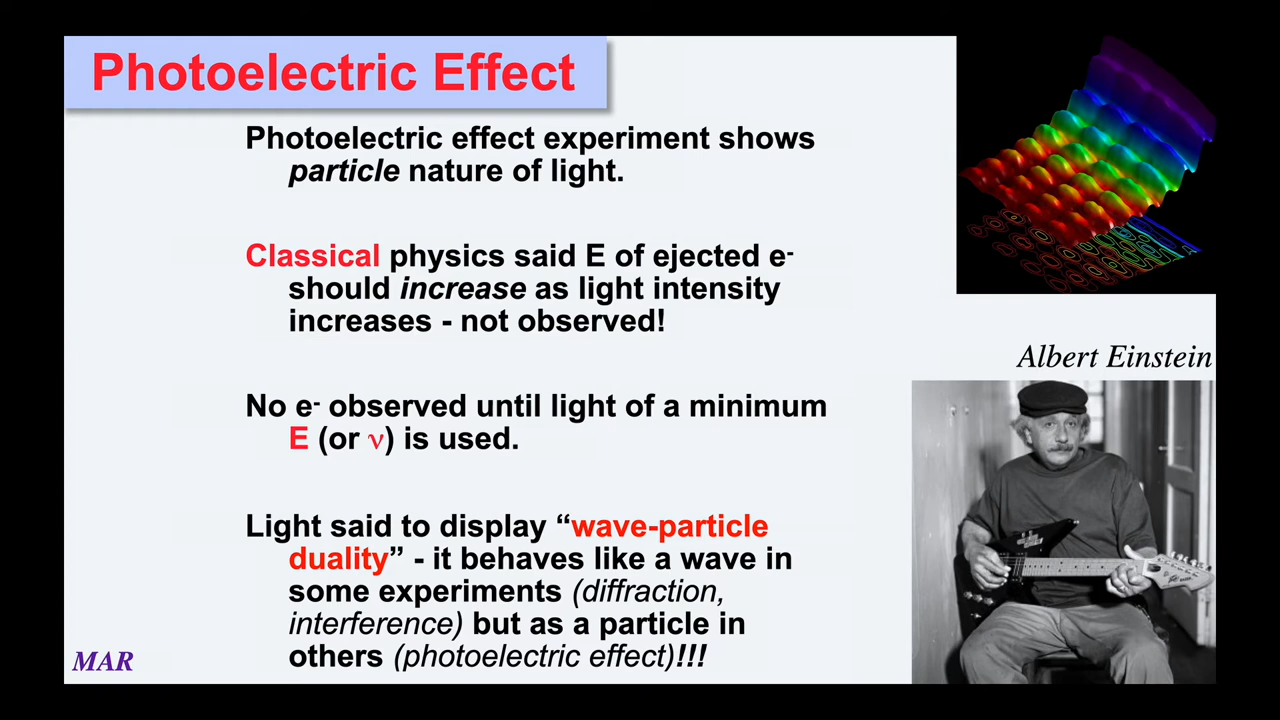 Photoelectric Effect
Photoelectric effect experiment shows
particle nature of light.
Classical physics said E of ejected e-
should increase as light intensity
increases - not observed!
No e- observed until light of a minimum
E (or ν) is used.
Light said to display “wave-particle
duality” - it behaves like a wave in
some experiments (diffraction,
interference) but as a particle in
others (photoelectric effect)!!!
Albert Einstein
MAR